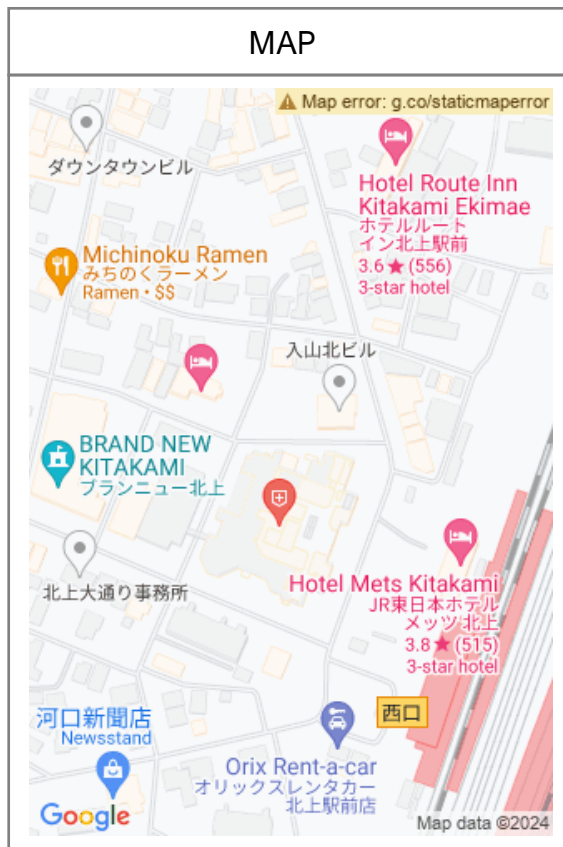 MAP
Map error: g.co/staticmaperror
ダウンタウンビル
Hotel Route Inn
Kitakami Ekimae
ホテルルート
イン北上駅前
3.6★(556)
3-star hotel
Michinoku Ramen
みちのくラーメン
Ramen • $$
入山北ビル
BRAND NEW
KITAKAMI
ブランニュー北上
北上大通り事務所
Hotel Mets Kitakami
JR東日本ホテル
メッツ 北上
3.8★(515)
3-star hotel
西口
河口新聞店
Newsstand
Orix Rent-a-car
オリックスレンタカー
北上駅前店
Google
Map data ©2024